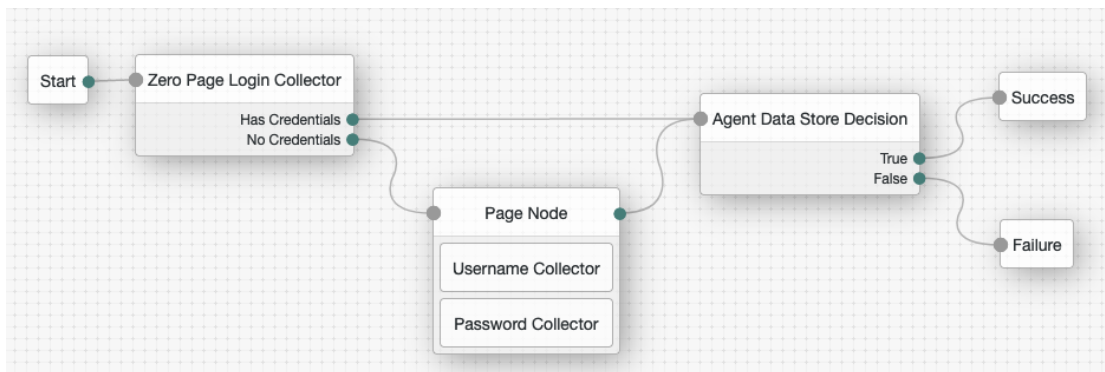 Start
Zero Page Login Collector
Has Credentials
No Credentials
Page Node
Username Collector
Password Collector
Agent Data Store Decision
True
False
Success
Failure